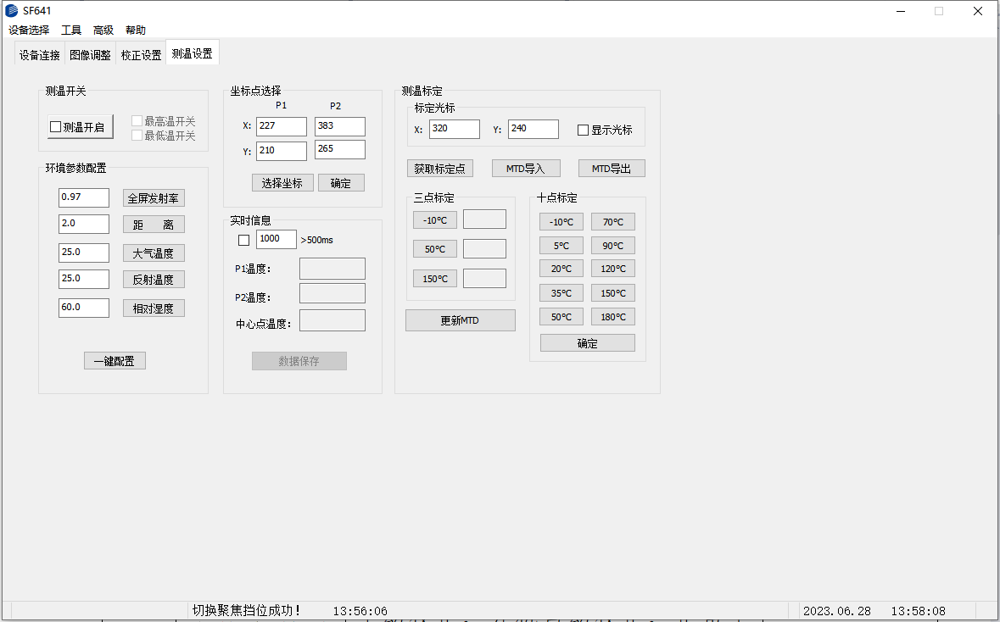 SF641
设备选择 工具 高级 帮助
设备连接 图像调整 校正设置 测温设置
测温开关
测温开启
最高温开关
最低温开关
环境参数配置
0.97 全屏发射率
2.0 距 离
25.0 大气温度
25.0 反射温度
60.0 相对湿度
一键配置
坐标点选择
P1 P2
X: 227 383
Y: 210 265
选择坐标 确定
实时信息
1000 >500ms
P1温度:
P2温度:
中心点温度:
数据保存
测温标定
标定光标
X: 320 Y: 240 显示光标
获取标定点 MTD导入 MTD导出
三点标定
-10℃
50℃
150℃
更新MTD
十点标定
-10℃ 70℃
5℃ 90℃
20℃ 120℃
35℃ 150℃
50℃ 180℃
确定
切换聚焦挡位成功! 13:56:06 2023.06.28 13:58:08